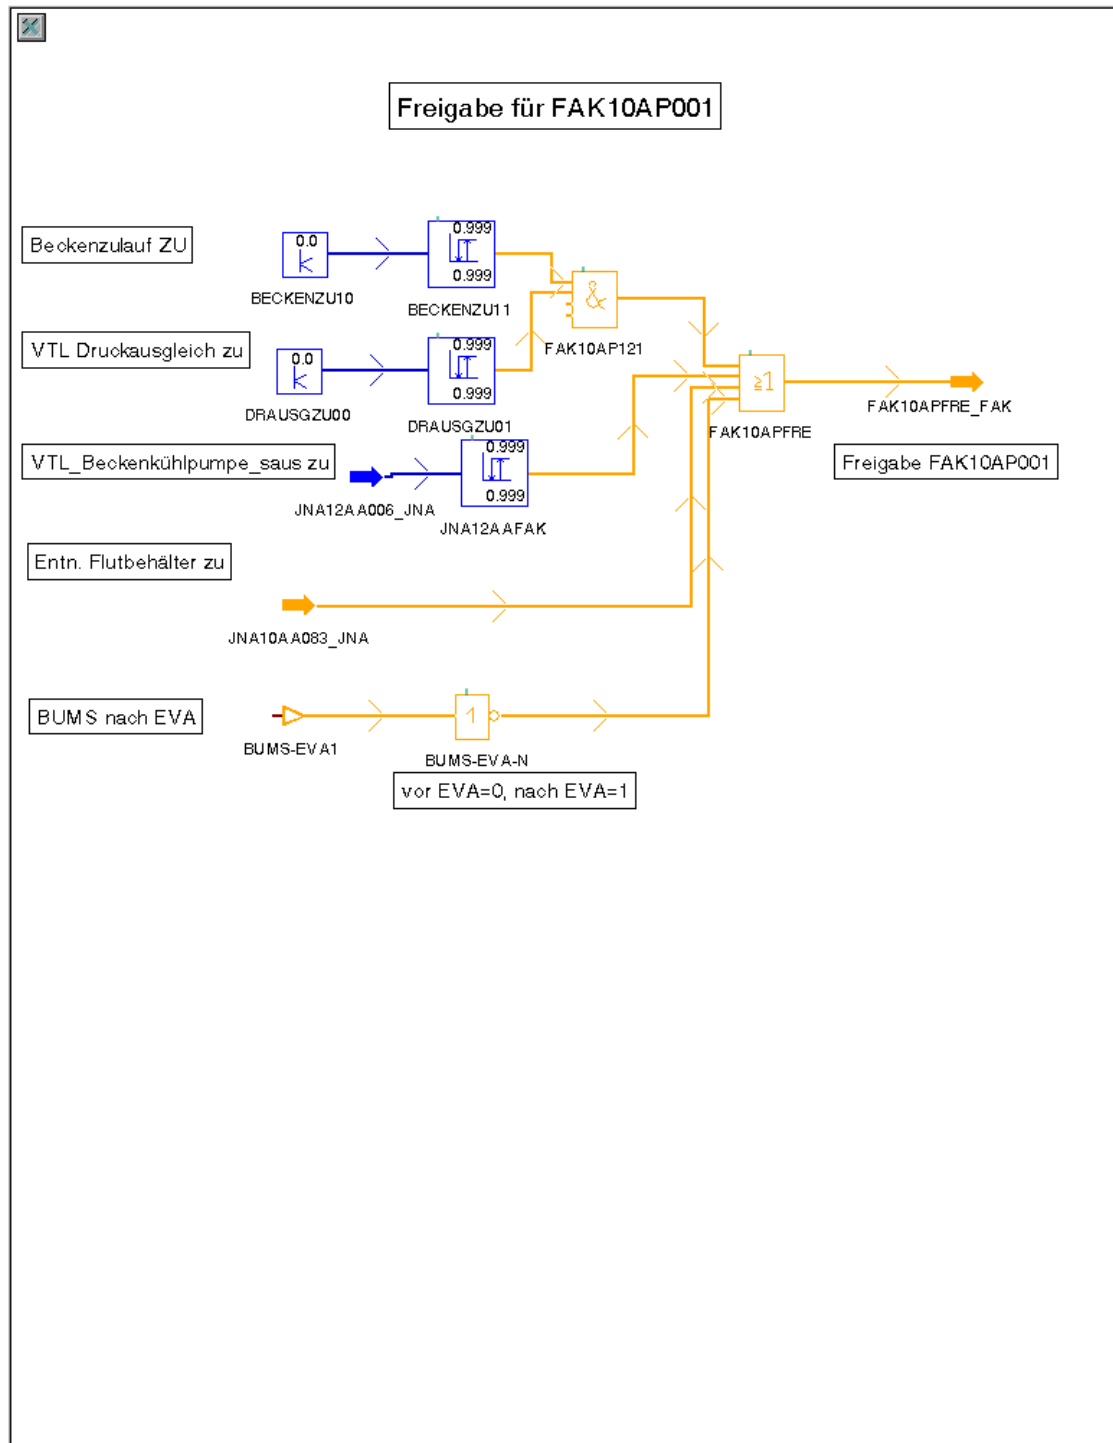 Freigabe für FAK10AP001
Beckenzulauf ZU
0.0
BECKENZU10
0.999
0.999
BECKENZU11
&
FAK10AP121
VTL Druckausgleich zu
0.0
DRAUSGZU00
0.999
0.999
DRAUSGZU01
≥1
FAK10APFRE
FAK10APFRE_FAK
Freigabe FAK10AP001
VTL_Beckenkühlpumpe_saus zu
JNA12AA006_JNA
0.999
0.999
JNA12AAFAK
Entn. Flutbehälter zu
JNA10AA083_JNA
BUMS nach EVA
BUMS-EVA1
1
BUMS-EVA-N
vor EVA=0, nach EVA=1